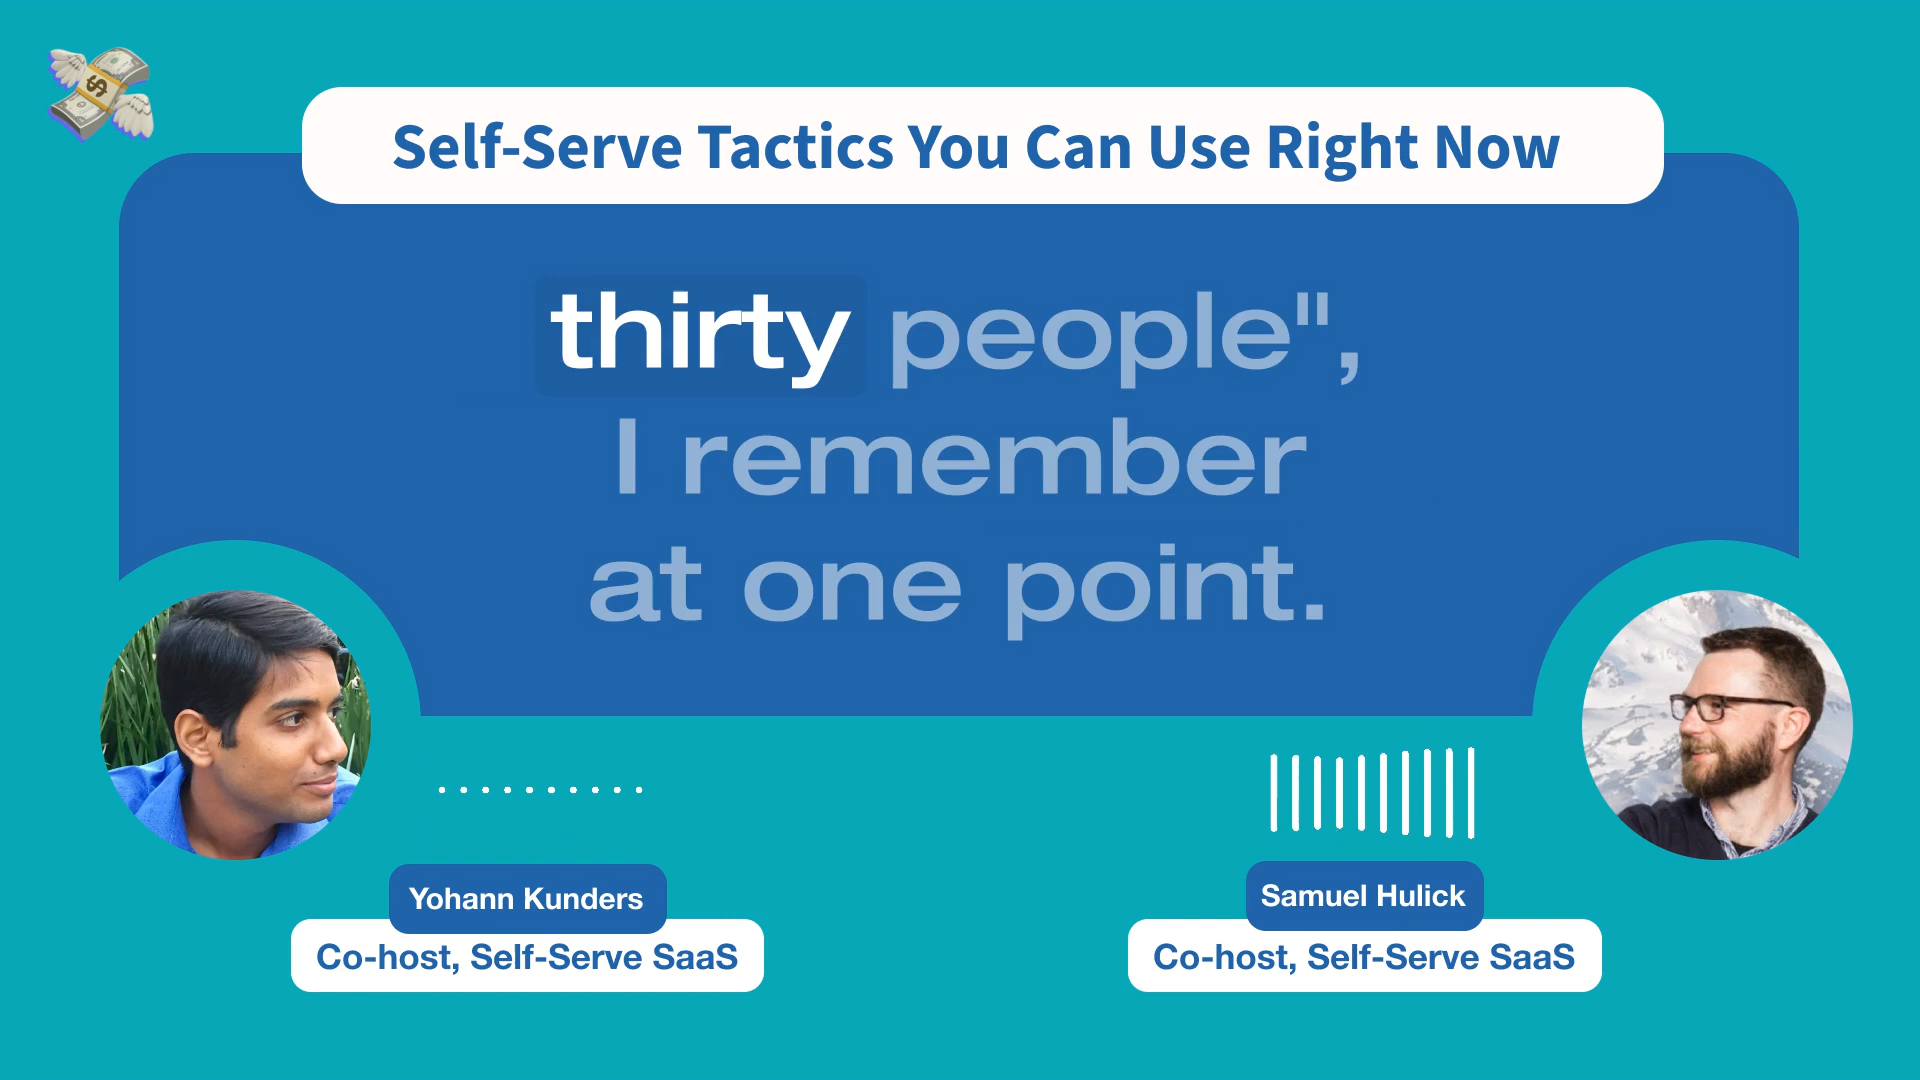 Self-Serve Tactics You Can Use Right Now
thirty people",
I remember
at one point.
Yohann Kunders
Co-host, Self-Serve SaaS
Samuel Hulick
Co-host, Self-Serve SaaS